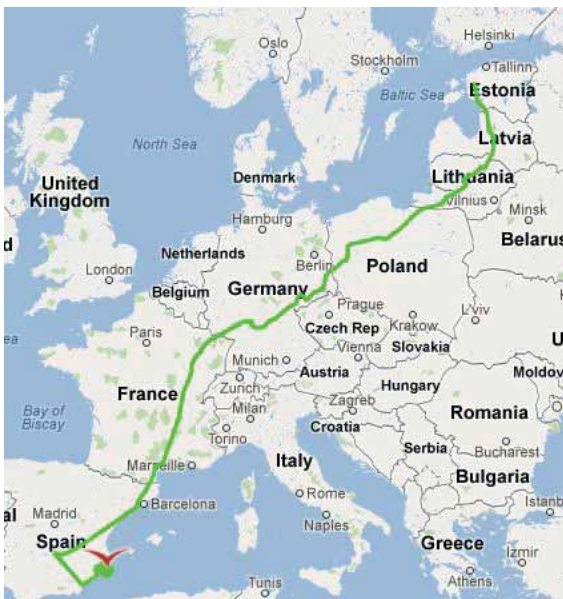 Helsinki
Oslo
Stockholm
Tallinn
Baltic Sea
Estonia
North Sea
Latvia
United
Kingdom
Denmark
Lithuania
Vilnius
Minsk
Hamburg
d
Belarus
Netherlands
Berlin
London
Poland
Belgium
Germany
Prague
L'viv
Paris
Czech Rep
Krakow
ea
U
Munich
Vienna
Slovakia
France
Austria
Moldov
Zurich
Hungary
Bay of
Biscay
Milan
Zagreb
Romania
Torino
Croatia
Marseille
Serbia
Bucharest
Italy
Bulgaria
Barcelona
Rome
Istanb
al
Madrid
Naples
Spain
Greece
Izmir
Tunis
Athens